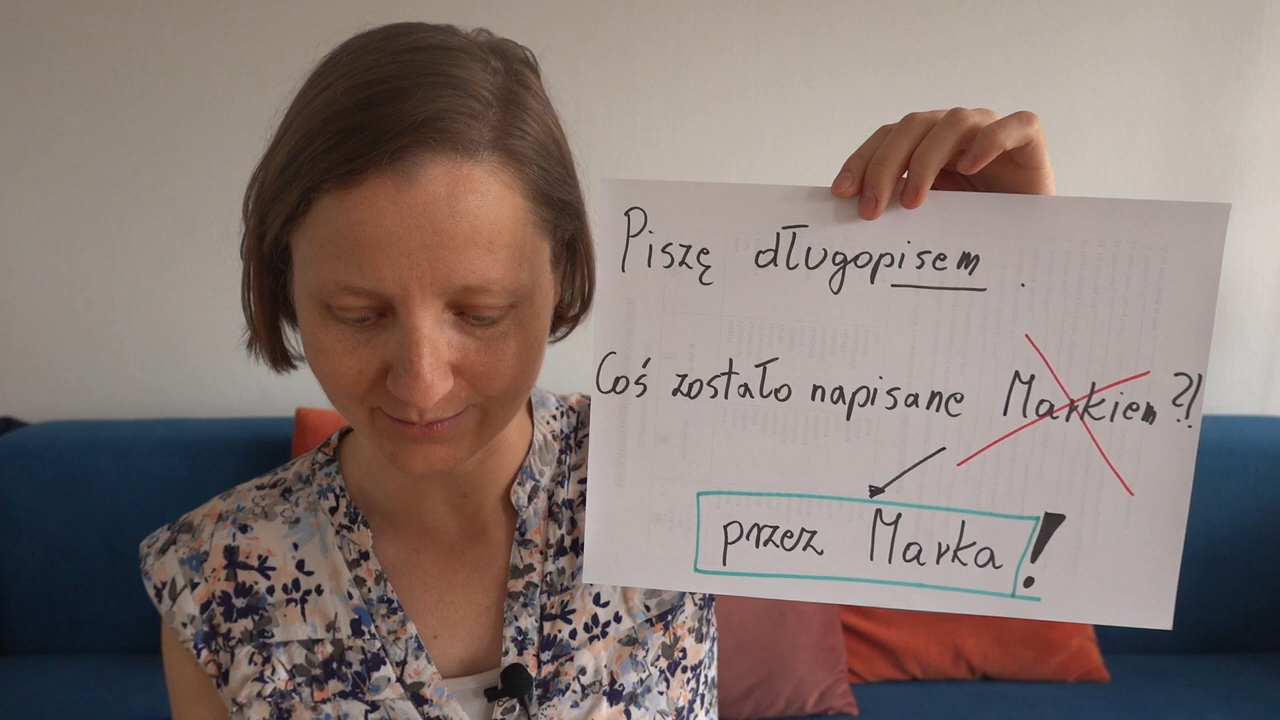 Piszę długopisem .
Coś zostało napisane Markiem ?!
przez Marka !